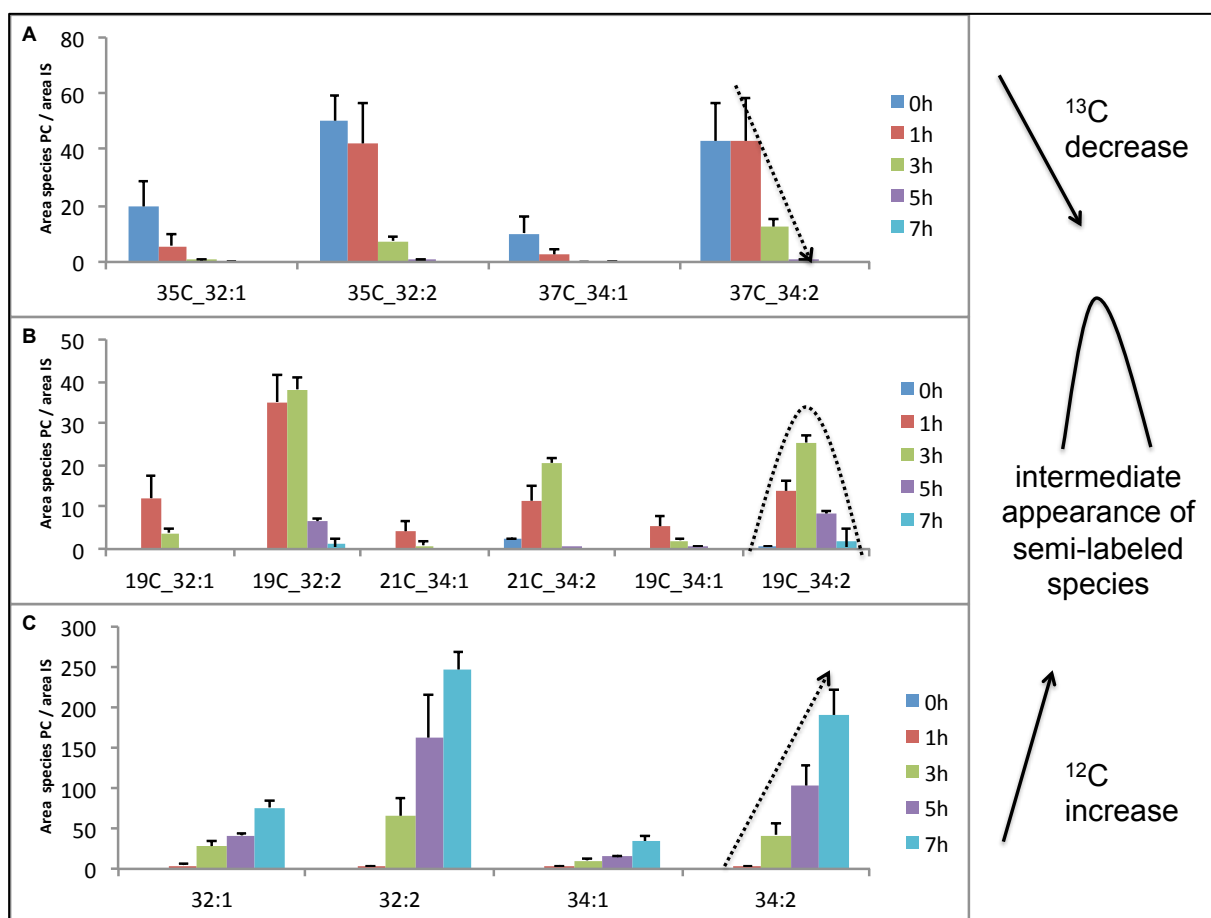 A
Area species PC / area IS
80
60
40
20
0
35C_32:1
35C_32:2
37C_34:1
37C_34:2
0h
1h
3h
5h
7h
13C
decrease
B
Area species PC / area IS
50
40
30
20
10
0
19C_32:1
19C_32:2
21C_34:1
21C_34:2
19C_34:1
19C_34:2
0h
1h
3h
5h
7h
intermediate
appearance of
semi-labeled
species
C
Area species PC / area IS
300
250
200
150
100
50
0
32:1
32:2
34:1
34:2
0h
1h
3h
5h
7h
12C
increase